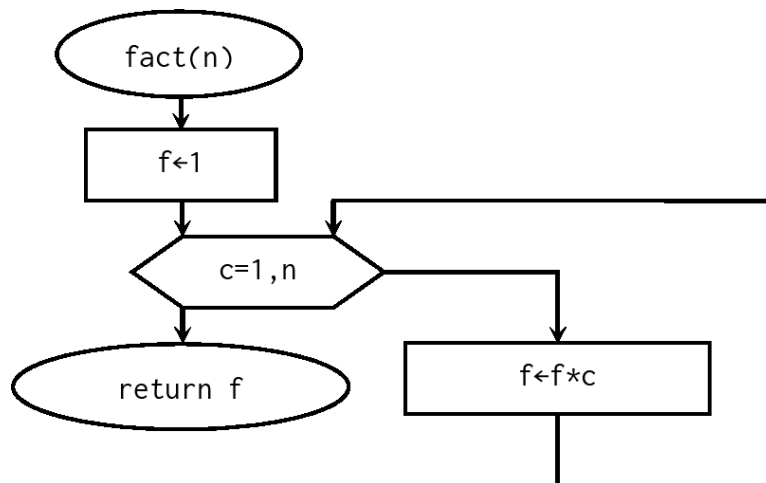 fact(n)
f←1
c=1,n
return f
f←f*c